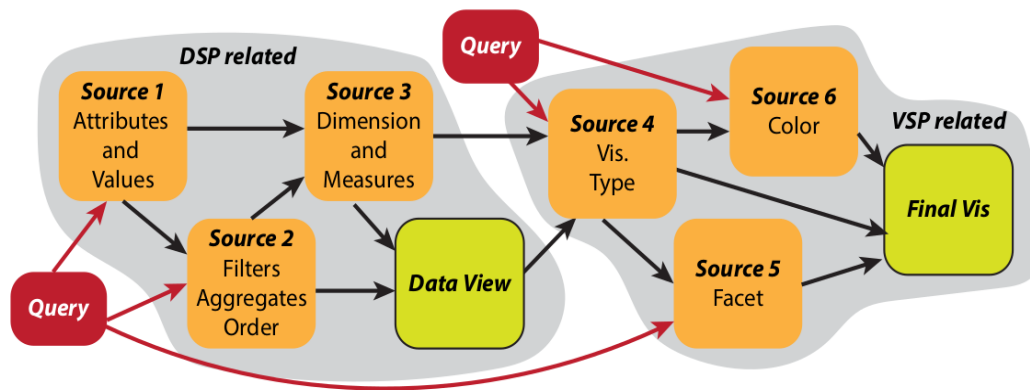 DSP related
Source 1
Attributes
and
Values
Source 3
Dimension
and
Measures
Source 2
Filters
Aggregates
Order
Data View
Query
Query
Source 4
Vis.
Type
Source 6
Color
VSP related
Source 5
Facet
Final Vis